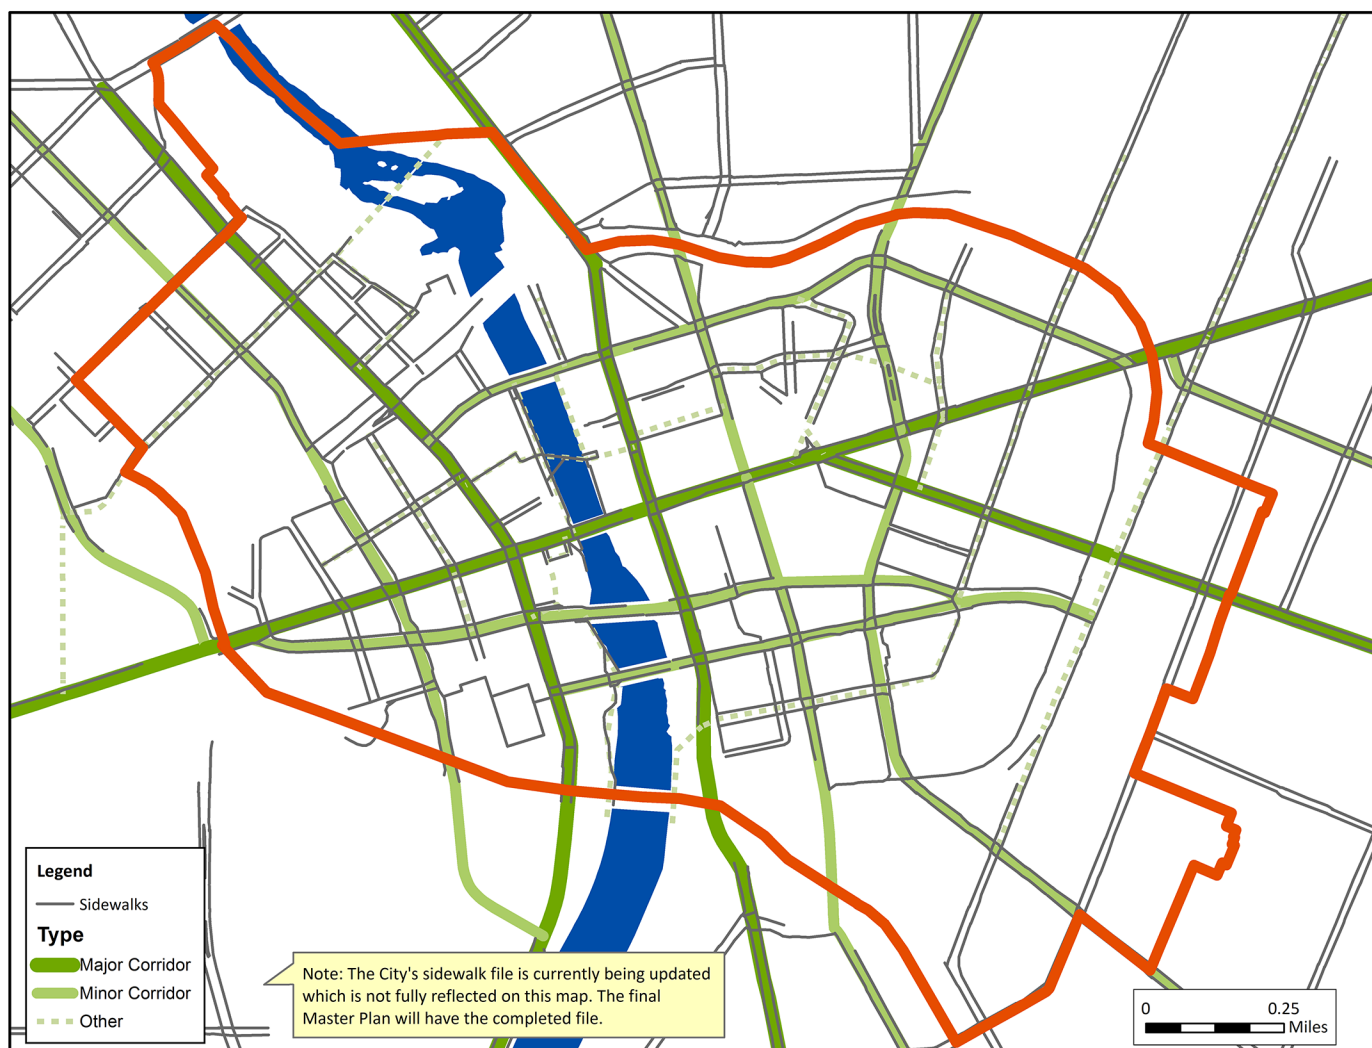 Legend
Sidewalks
Type
Major Corridor
Minor Corridor
Other
Note: The City's sidewalk file is currently being updated
which is not fully reflected on this map. The final
Master Plan will have the completed file.
0 0.25
Miles